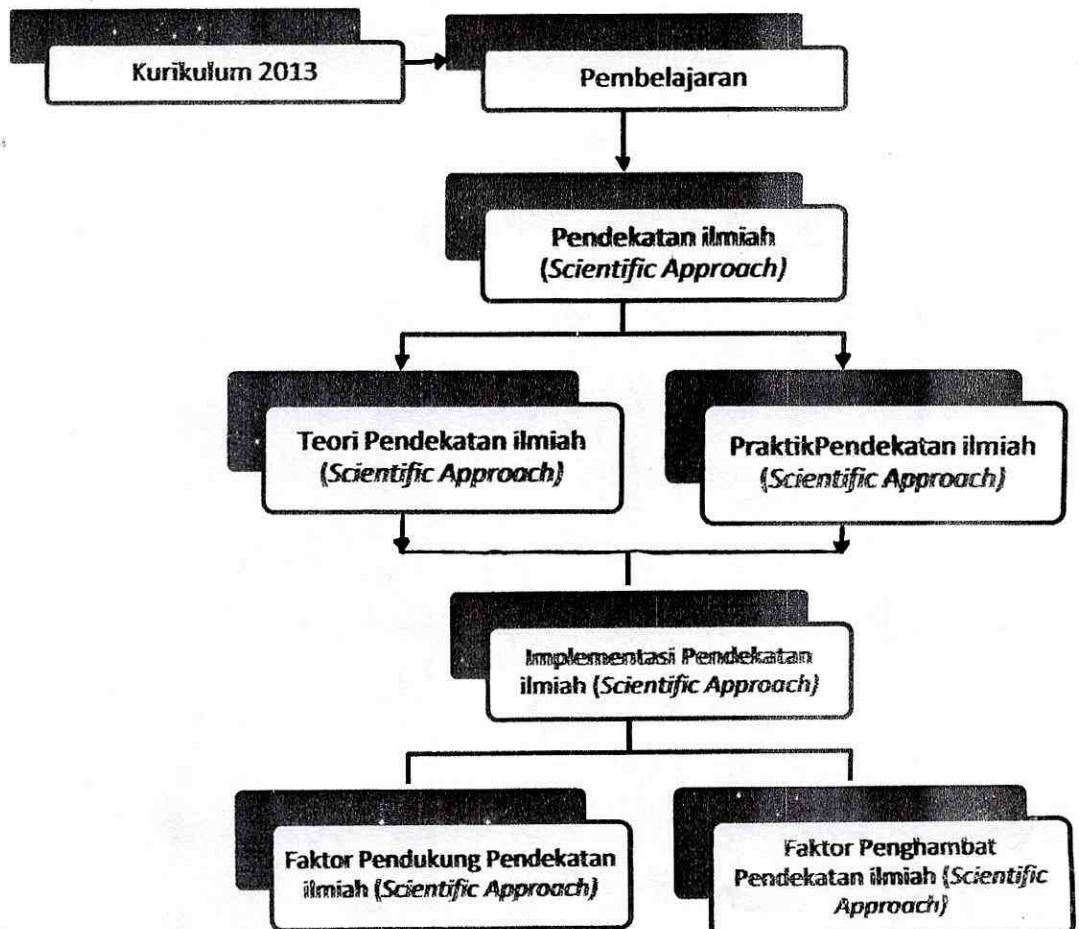 Kurikulum 2013
Pembelajaran
Pendekatan ilmiah
(Scientific Approach)
Teori Pendekatan ilmiah
(Scientific Approach)
PraktikPendekatan ilmiah
(Scientific Approach)
Implementasi Pendekatan
ilmiah (Scientific Approach)
Faktor Pendukung Pendekatan
ilmiah (Scientific Approach)
Faktor Penghambat
Pendekatan ilmiah (Scientific
Approach)